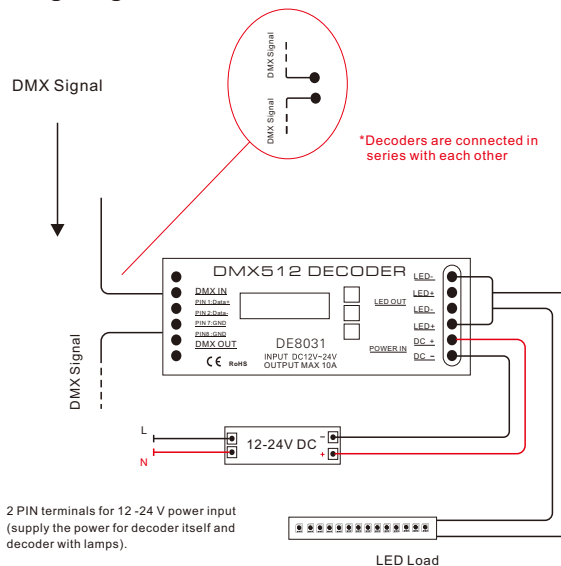 DMX Signal
DMX Signal
DMX Signal
*Decoders are connected in
series with each other
DMX512 DECODER
DMX IN
PIN 1:Data+
PIN 2:Data-
PIN 7:GND
PIN8 :GND
DMX OUT
CE RoHS
DE8031
INPUT DC12V~24V
OUTPUT MAX 10A
LED OUT
POWER IN
LED-
LED+
LED-
LED+
DC +
DC −
DMX Signal
L
N
12-24V DC
−
+
2 PIN terminals for 12 -24 V power input
(supply the power for decoder itself and
decoder with lamps).
LED Load